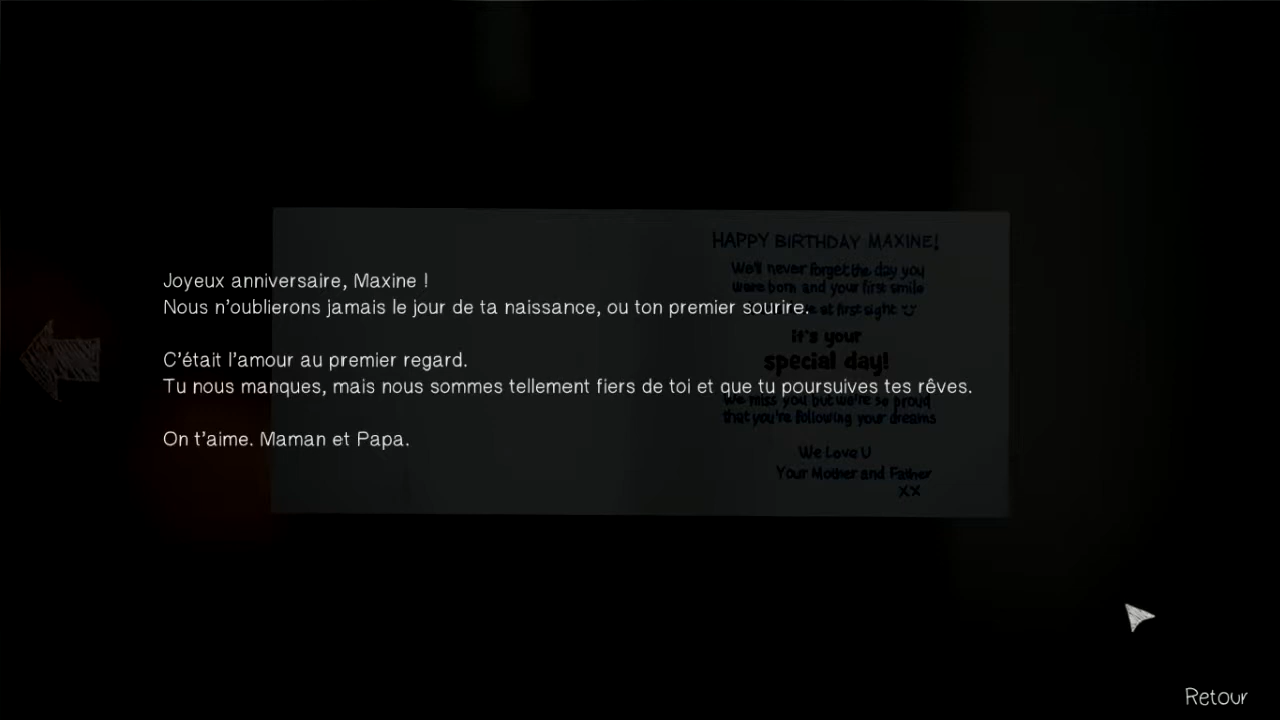 Joyeux anniversaire, Maxine !
Nous n'oublierons jamais le jour de ta naissance, ou ton premier sourire.
C'était l'amour au premier regard.
Tu nous manques, mais nous sommes tellement fiers de toi et que tu poursuives tes rêves.
On t'aime. Maman et Papa.
HAPPY BIRTHDAY MAXINE!
We'll never forget the day you
were born and your first smile
at first sight
it's your
special day!
We miss you but we're so proud
that you're following your dreams
We Love U
Your Mother and Father
XX
Retour